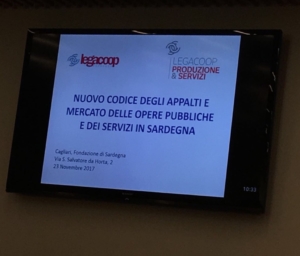 legacoop
LEGACOOP
PRODUZIONE
& SERVIZI
NUOVO CODICE DEGLI APPALTI E
MERCATO DELLE OPERE PUBBLICHE
E DEI SERVIZI IN SARDEGNA
Cagliari, Fondazione di Sardegna
Via S. Salvatore da Horta, 2
23 Novembre 2017